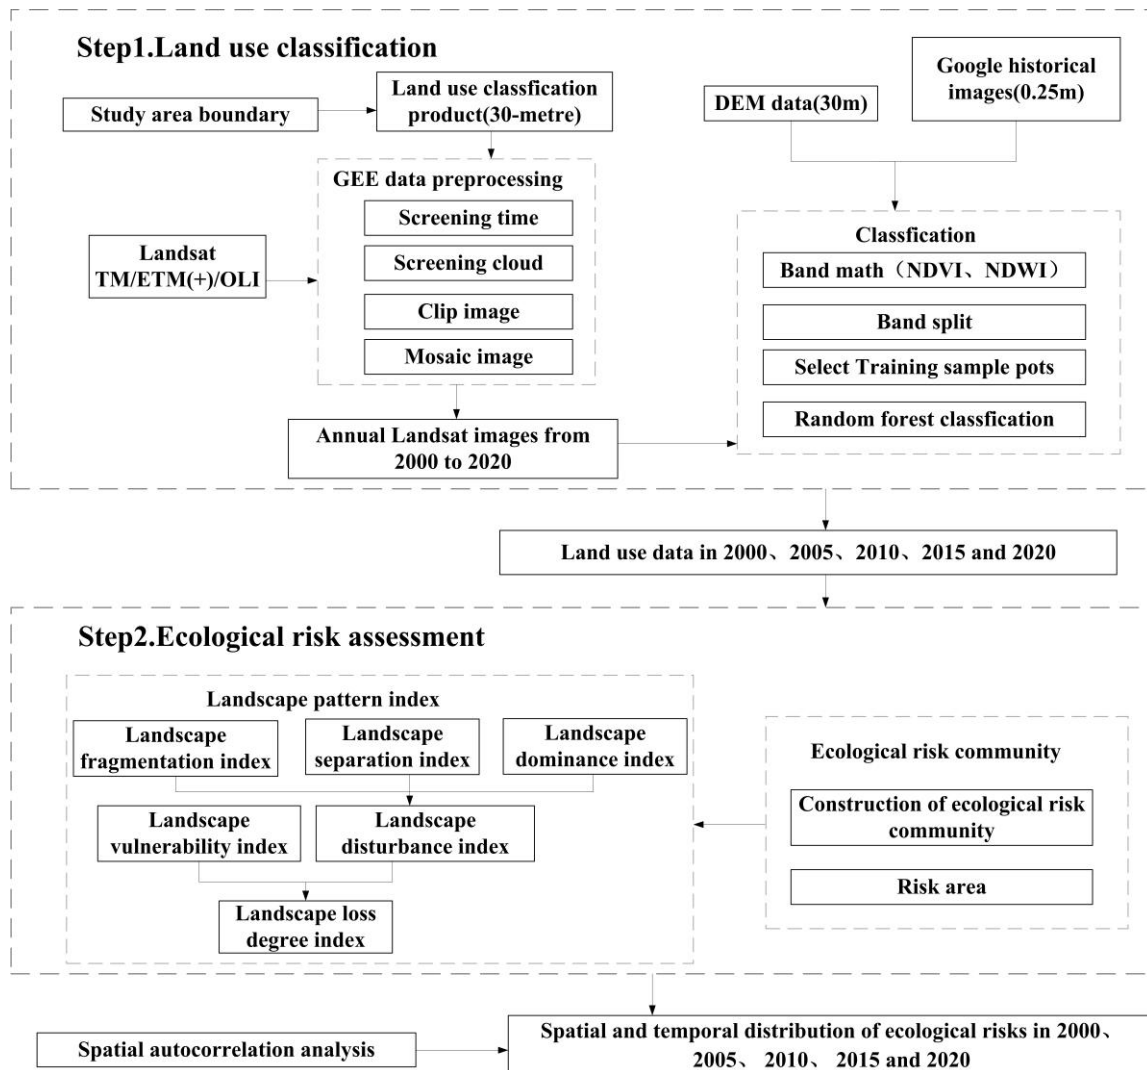 Step1.Land use classification
Study area boundary
Land use classfication
product(30-metre)
DEM data(30m)
Google historical
images(0.25m)
GEE data preprocessing
Screening time
Screening cloud
Clip image
Mosaic image
Landsat
TM/ETM(+)/OLI
Annual Landsat images from
2000 to 2020
Classfication
Band math（NDVI、NDWI）
Band split
Select Training sample pots
Random forest classfication
Land use data in 2000、2005、2010、2015 and 2020
Step2.Ecological risk assessment
Landscape pattern index
Landscape
fragmentation index
Landscape
separation index
Landscape
dominance index
Landscape
vulnerability index
Landscape
disturbance index
Landscape loss
degree index
Ecological risk community
Construction of ecological risk
community
Risk area
Spatial autocorrelation analysis
Spatial and temporal distribution of ecological risks in 2000、
2005、 2010、 2015 and 2020